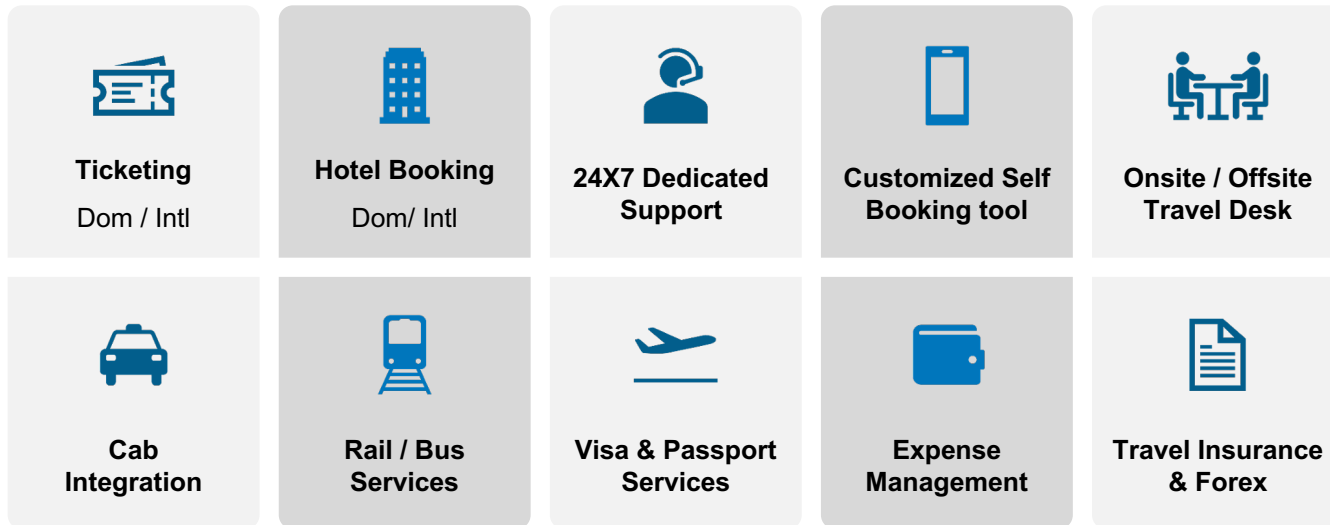 Ticketing
Dom / Intl
Hotel Booking
Dom/ Intl
24X7 Dedicated
Support
Customized Self
Booking tool
Onsite / Offsite
Travel Desk
Cab
Integration
Rail / Bus
Services
Visa & Passport
Services
Expense
Management
Travel Insurance
& Forex